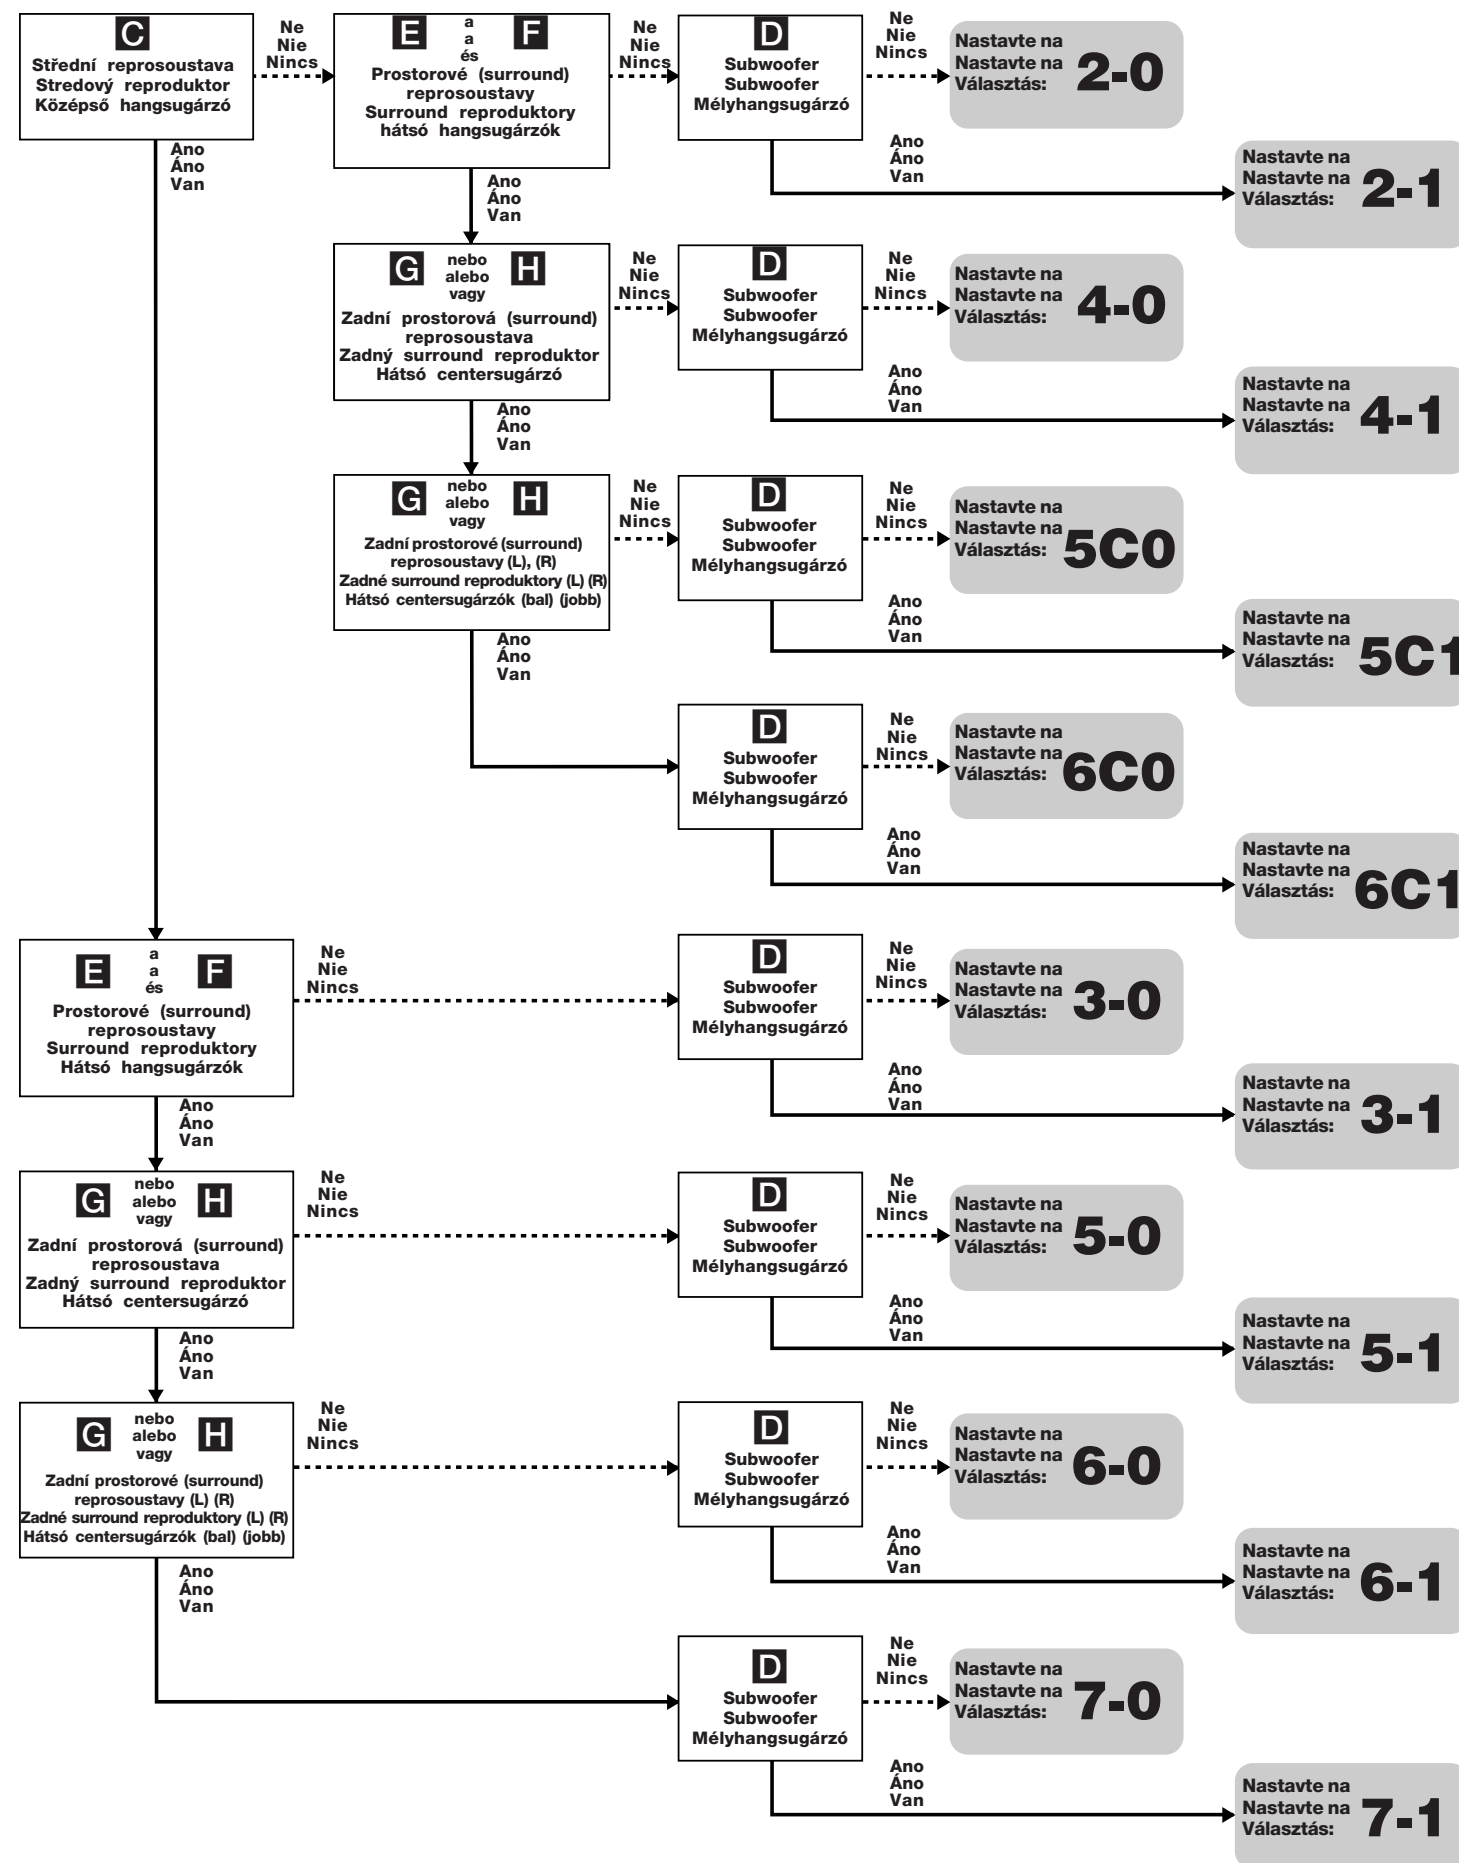 C
Střední reprosoustava
Stredový reproduktor
Középső hangsugárzó
Ne
Nie
Nincs
E a F
a
és
Prostorové (surround)
reprosoustavy
Surround reproduktory
hátsó hangsugárzók
Ne
Nie
Nincs
D
Subwoofer
Subwoofer
Mélyhangsugárzó
Ne
Nie
Nincs
Nastavte na
Nastavte na
Választás:
2-0
Ano
Áno
Van
Ano
Áno
Van
Ano
Áno
Van
Nastavte na
Nastavte na
Választás:
2-1
G nebo H
alebo
vagy
Zadní prostorová (surround)
reprosoustava
Zadný surround reproduktor
Hátsó centersugárzó
Ne
Nie
Nincs
D
Subwoofer
Subwoofer
Mélyhangsugárzó
Ne
Nie
Nincs
Nastavte na
Nastavte na
Választás:
4-0
Ano
Áno
Van
Ano
Áno
Van
Nastavte na
Nastavte na
Választás:
4-1
G nebo H
alebo
vagy
Zadní prostorové (surround)
reprosoustavy (L), (R)
Zadné surround reproduktory (L) (R)
Hátsó centersugárzók (bal) (jobb)
Ne
Nie
Nincs
D
Subwoofer
Subwoofer
Mélyhangsugárzó
Ne
Nie
Nincs
Nastavte na
Nastavte na
Választás:
5C0
Ano
Áno
Van
Ano
Áno
Van
Nastavte na
Nastavte na
Választás:
5C1
D
Subwoofer
Subwoofer
Mélyhangsugárzó
Ne
Nie
Nincs
Nastavte na
Nastavte na
Választás:
6C0
Ano
Áno
Van
Nastavte na
Nastavte na
Választás:
6C1
E a F
a
és
Prostorové (surround)
reprosoustavy
Surround reproduktory
Hátsó hangsugárzók
Ne
Nie
Nincs
D
Subwoofer
Subwoofer
Mélyhangsugárzó
Ne
Nie
Nincs
Nastavte na
Nastavte na
Választás:
3-0
Ano
Áno
Van
Ano
Áno
Van
Nastavte na
Nastavte na
Választás:
3-1
G nebo H
alebo
vagy
Zadní prostorová (surround)
reprosoustava
Zadný surround reproduktor
Hátsó centersugárzó
Ne
Nie
Nincs
D
Subwoofer
Subwoofer
Mélyhangsugárzó
Ne
Nie
Nincs
Nastavte na
Nastavte na
Választás:
5-0
Ano
Áno
Van
Ano
Áno
Van
Nastavte na
Nastavte na
Választás:
5-1
G nebo H
alebo
vagy
Zadní prostorové (surround)
reprosoustavy (L) (R)
Zadné surround reproduktory (L) (R)
Hátsó centersugárzók (bal) (jobb)
Ne
Nie
Nincs
D
Subwoofer
Subwoofer
Mélyhangsugárzó
Ne
Nie
Nincs
Nastavte na
Nastavte na
Választás:
6-0
Ano
Áno
Van
Ano
Áno
Van
Nastavte na
Nastavte na
Választás:
6-1
D
Subwoofer
Subwoofer
Mélyhangsugárzó
Ne
Nie
Nincs
Nastavte na
Nastavte na
Választás:
7-0
Ano
Áno
Van
Nastavte na
Nastavte na
Választás:
7-1